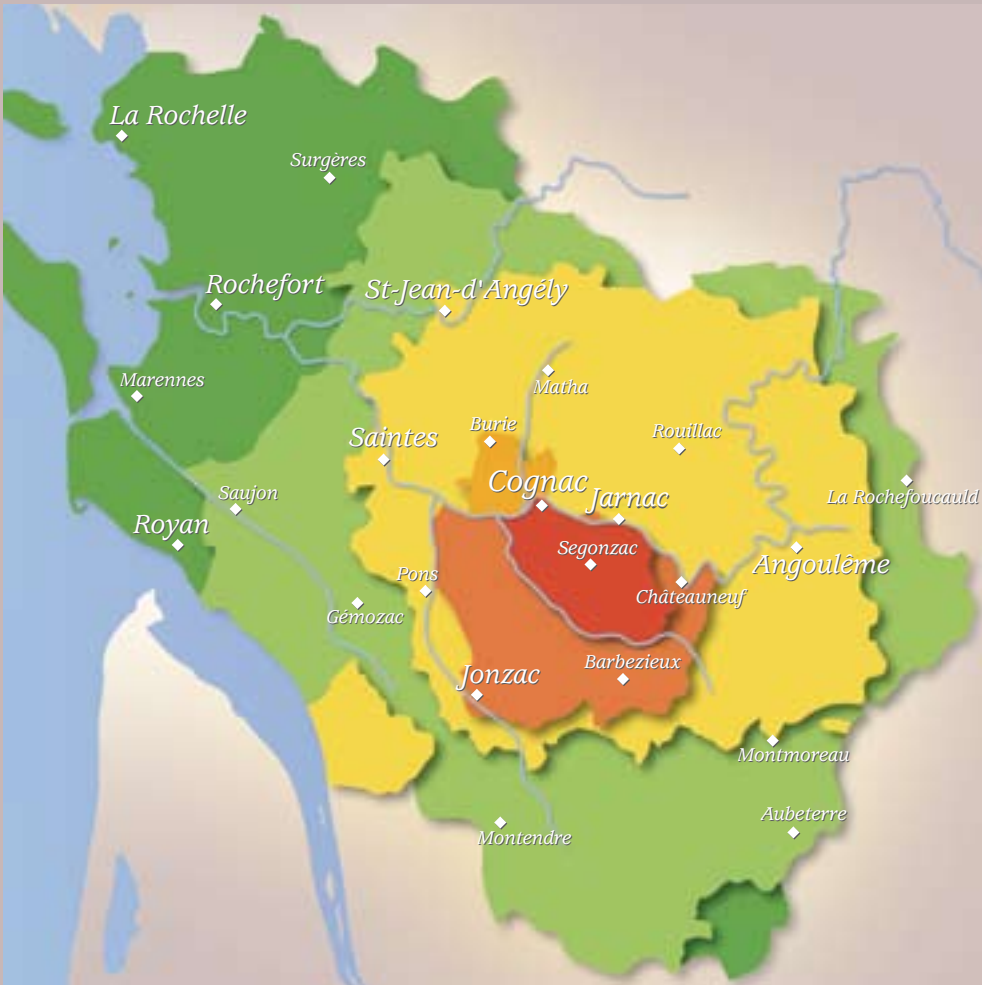 La Rochelle
Surgères
Rochefort
St-Jean-d'Angély
Marennes
Matha
Burie
Rouillac
Saintes
Cognac
Jarnac
La Rochefoucauld
Saujon
Royan
Segonzac
Angoulême
Pons
Châteauneuf
Gémozac
Barbezieux
Jonzac
Montmoreau
Aubeterre
Montendre